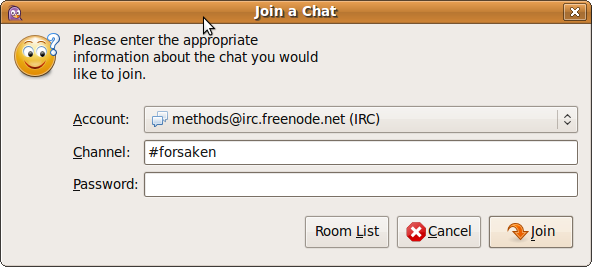 Join a Chat
Please enter the appropriate
information about the chat you would
like to join.
Account: methods@irc.freenode.net (IRC)
Channel: #forsaken
Password:
Room List Cancel Join